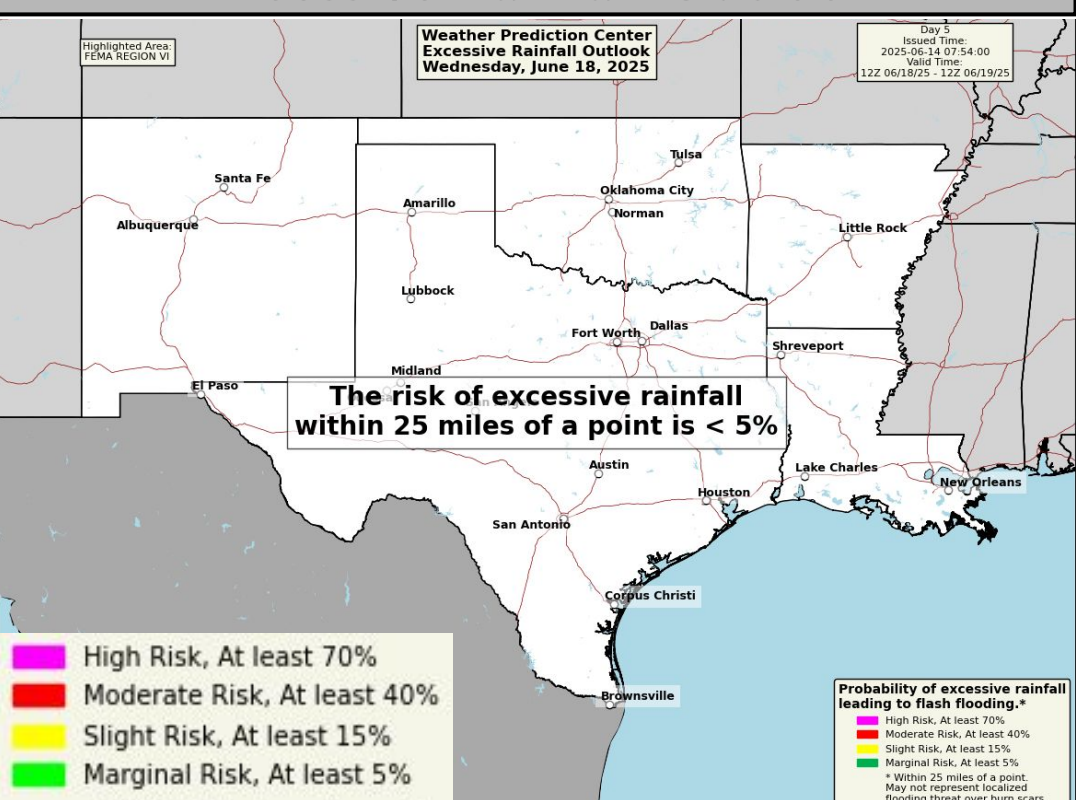 Highlighted Area:
FEMA REGION VI
Weather Prediction Center
Excessive Rainfall Outlook
Wednesday, June 18, 2025
Day 5
Issued Time:
2025-06-14 07:54:00
Valid Time:
12Z 06/18/25 - 12Z 06/19/25
Tulsa
Santa Fe
Oklahoma City
Amarillo
Norman
Albuquerque
Little Rock
Lubbock
Dallas
Fort Worth
Shreveport
Midland
El Paso
The risk of excessive rainfall
within 25 miles of a point is < 5%
Austin
Lake Charles
New Orleans
Houston
San Antonio
Corpus Christi
Brownsville
High Risk, At least 70%
Moderate Risk, At least 40%
Slight Risk, At least 15%
Marginal Risk, At least 5%
Probability of excessive rainfall
leading to flash flooding.*
High Risk, At least 70%
Moderate Risk, At least 40%
Slight Risk, At least 15%
Marginal Risk, At least 5%
* Within 25 miles of a point.
May not represent localized
flooding threat over burn scars